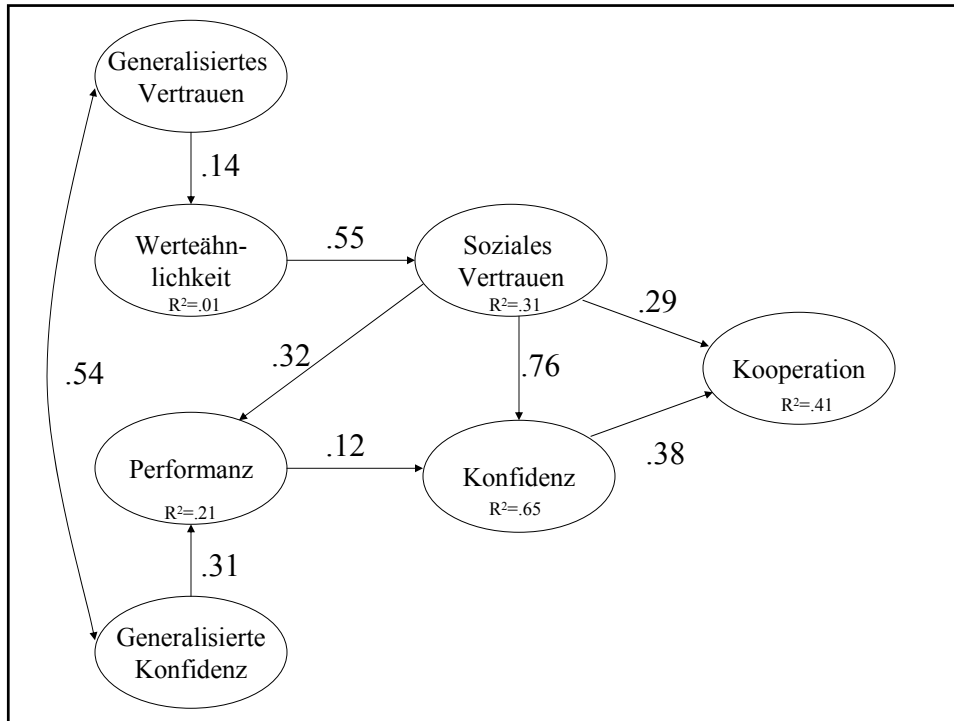 Generalisiertes
Vertrauen
.14
Werteähn-
lichkeit
R²=.01
.55
Soziales
Vertrauen
R²=.31
.29
.32
.76
.54
Kooperation
R²=.41
Performanz
R²=.21
.12
Konfidenz
R²=.65
.38
.31
Generalisierte
Konfidenz